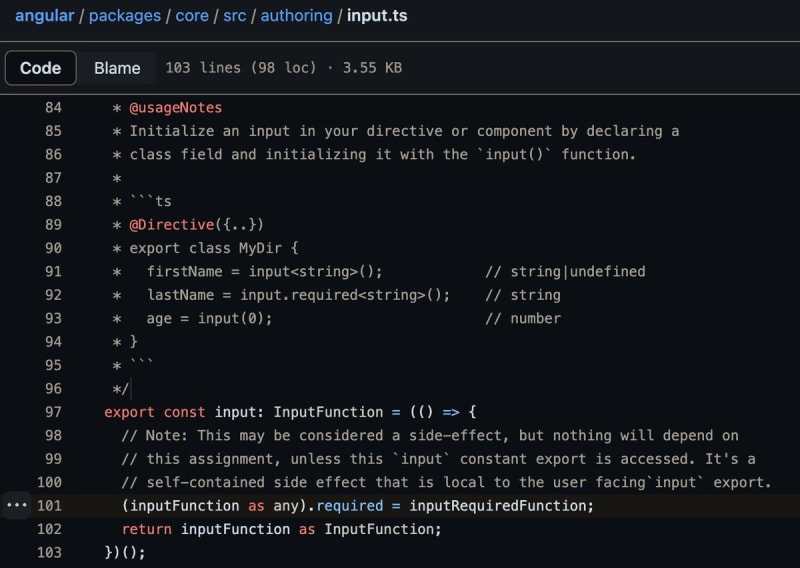 angular / packages / core / src / authoring / input.ts
Code Blame 103 lines (98 loc) · 3.55 KB
84 * @usageNotes
85 * Initialize an input in your directive or component by declaring a
86 * class field and initializing it with the `input()` function.
87 *
88 * ```ts
89 * @Directive({..})
90 * export class MyDir {
91 *   firstName = input<string>();            // string|undefined
92 *   lastName = input.required<string>();    // string
93 *   age = input(0);                         // number
94 * }
95 * ```
96 */
97 export const input: InputFunction = (() => {
98   // Note: This may be considered a side-effect, but nothing will depend on
99   // this assignment, unless this `input` constant export is accessed. It's a
100   // self-contained side effect that is local to the user facing`input` export.
101   (inputFunction as any).required = inputRequiredFunction;
102   return inputFunction as InputFunction;
103 })();